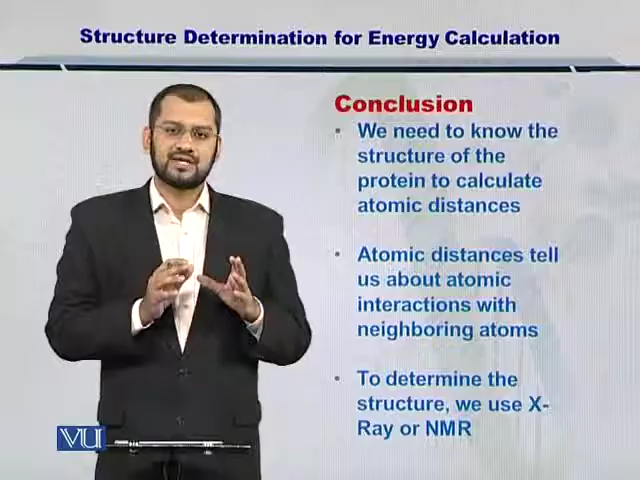 Structure Determination for Energy Calculation
Conclusion
• We need to know the
structure of the
protein to calculate
atomic distances
• Atomic distances tell
us about atomic
interactions with
neighboring atoms
• To determine the
structure, we use X-
Ray or NMR
VU